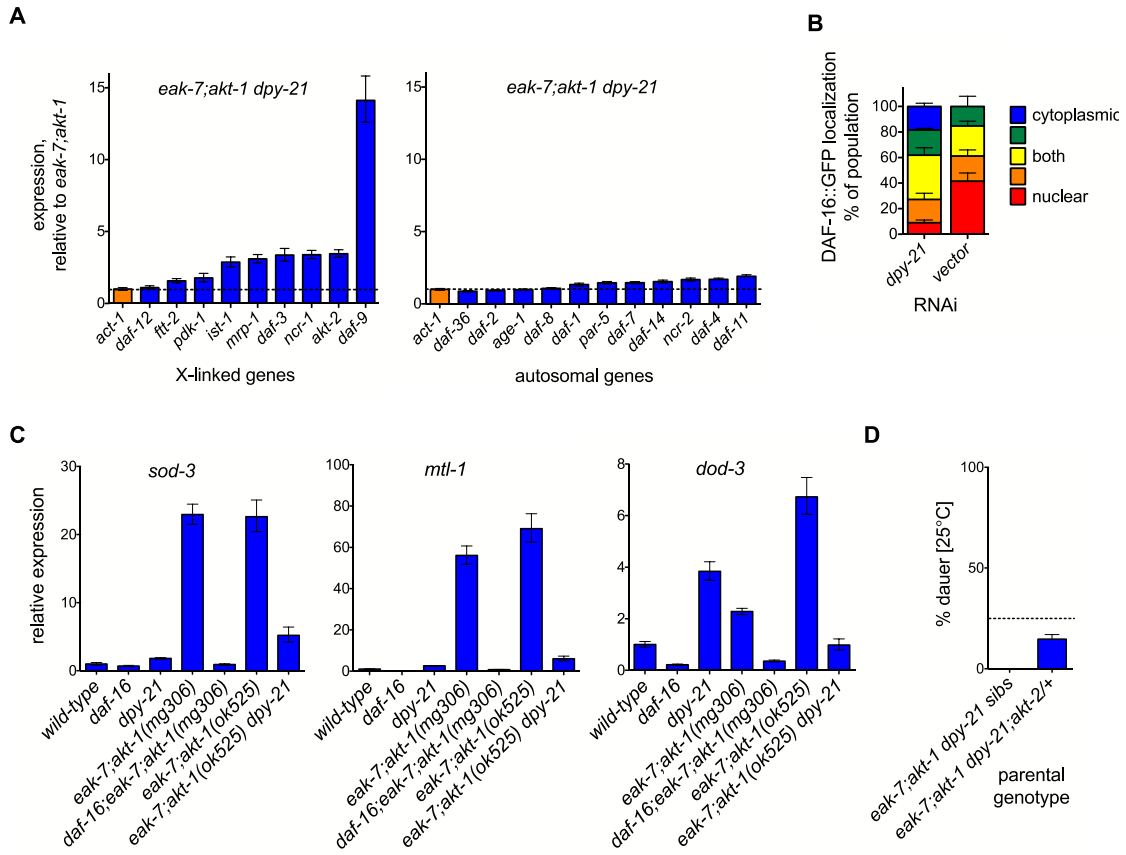 A
B
eak-7;akt-1 dpy-21
eak-7;akt-1 dpy-21
expression,
relative to eak-7;akt-1
15
10
5
0
act-1
daf-12
ftt-2
pdk-1
ist-1
mrp-1
daf-3
ncr-1
akt-2
daf-9
X-linked genes
15
10
5
0
act-1
daf-36
daf-2
age-1
daf-8
daf-1
par-5
daf-7
daf-14
ncr-2
daf-4
daf-11
autosomal genes
DAF-16::GFP localization
% of population
100
80
60
40
20
0
dpy-21
vector
RNAi
cytoplasmic
both
nuclear
C
D
sod-3
relative expression
30
20
10
0
wild-type
daf-16
dpy-21
eak-7;akt-1(mg306)
daf-16;eak-7;akt-1(mg306)
eak-7;akt-1(ok525)
eak-7;akt-1(ok525) dpy-21
mtl-1
100
80
60
40
20
0
wild-type
daf-16
dpy-21
eak-7;akt-1(mg306)
daf-16;eak-7;akt-1(mg306)
eak-7;akt-1(ok525)
eak-7;akt-1(ok525) dpy-21
dod-3
8
6
4
2
0
wild-type
daf-16
dpy-21
eak-7;akt-1(mg306)
daf-16;eak-7;akt-1(mg306)
eak-7;akt-1(ok525)
eak-7;akt-1(ok525) dpy-21
% dauer [25°C]
100
50
0
eak-7;akt-1 dpy-21 sibs
eak-7;akt-1 dpy-21;akt-2/+
parental
genotype